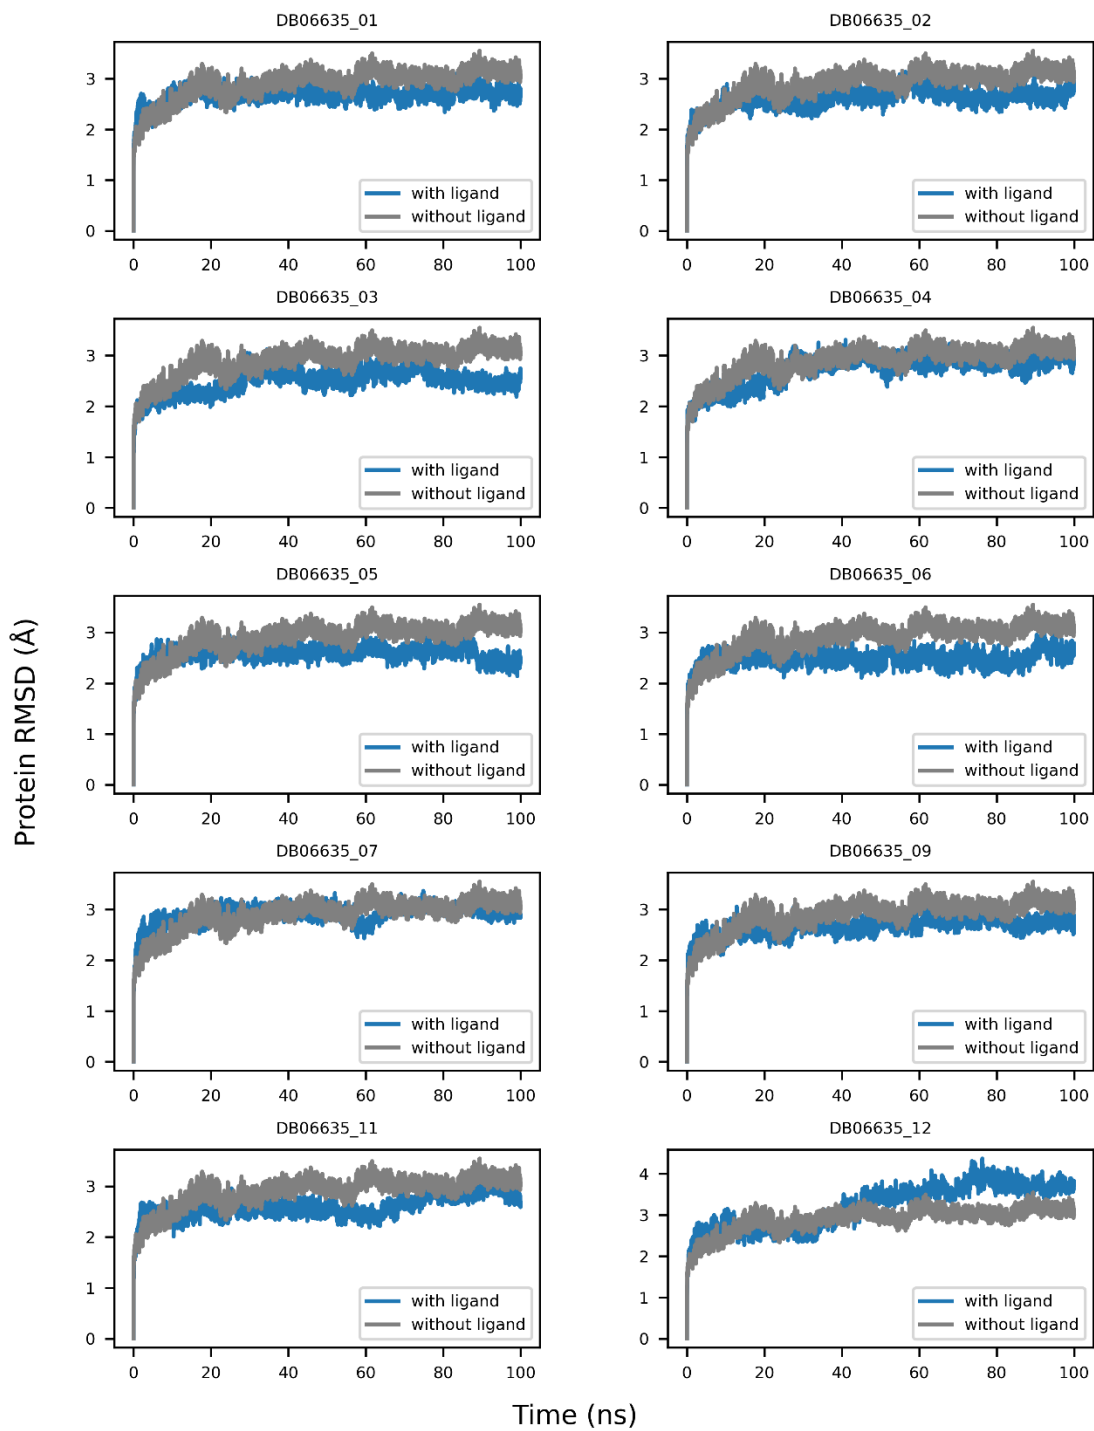 DB06635_01
DB06635_02
3
2
1
0
with ligand
without ligand
0 20 40 60 80 100
3
2
1
0
with ligand
without ligand
0 20 40 60 80 100
DB06635_03
DB06635_04
3
2
1
0
with ligand
without ligand
0 20 40 60 80 100
3
2
1
0
with ligand
without ligand
0 20 40 60 80 100
DB06635_05
DB06635_06
3
2
1
0
with ligand
without ligand
0 20 40 60 80 100
3
2
1
0
with ligand
without ligand
0 20 40 60 80 100
Protein RMSD (Å)
DB06635_07
DB06635_09
3
2
1
0
with ligand
without ligand
0 20 40 60 80 100
3
2
1
0
with ligand
without ligand
0 20 40 60 80 100
DB06635_11
DB06635_12
3
2
1
0
with ligand
without ligand
0 20 40 60 80 100
4
3
2
1
0
with ligand
without ligand
0 20 40 60 80 100
Time (ns)